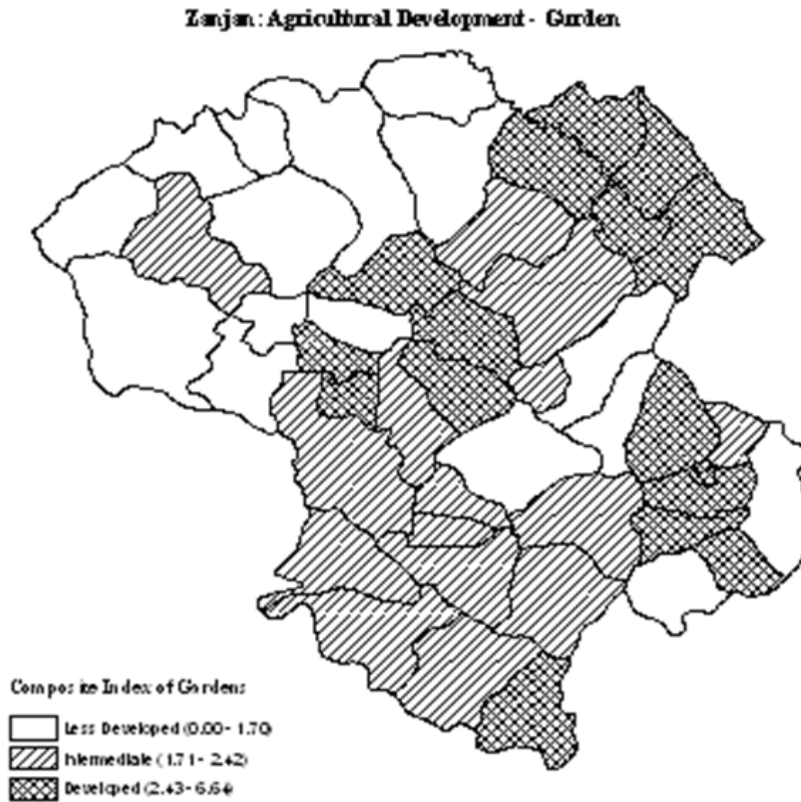 Zanjan: Agricultural Development - Garden
Composite Index of Gardens
Less Developed (0.00 - 1.70)
Intermediate (1.71 - 2.42)
Developed (2.43 - 6.64)